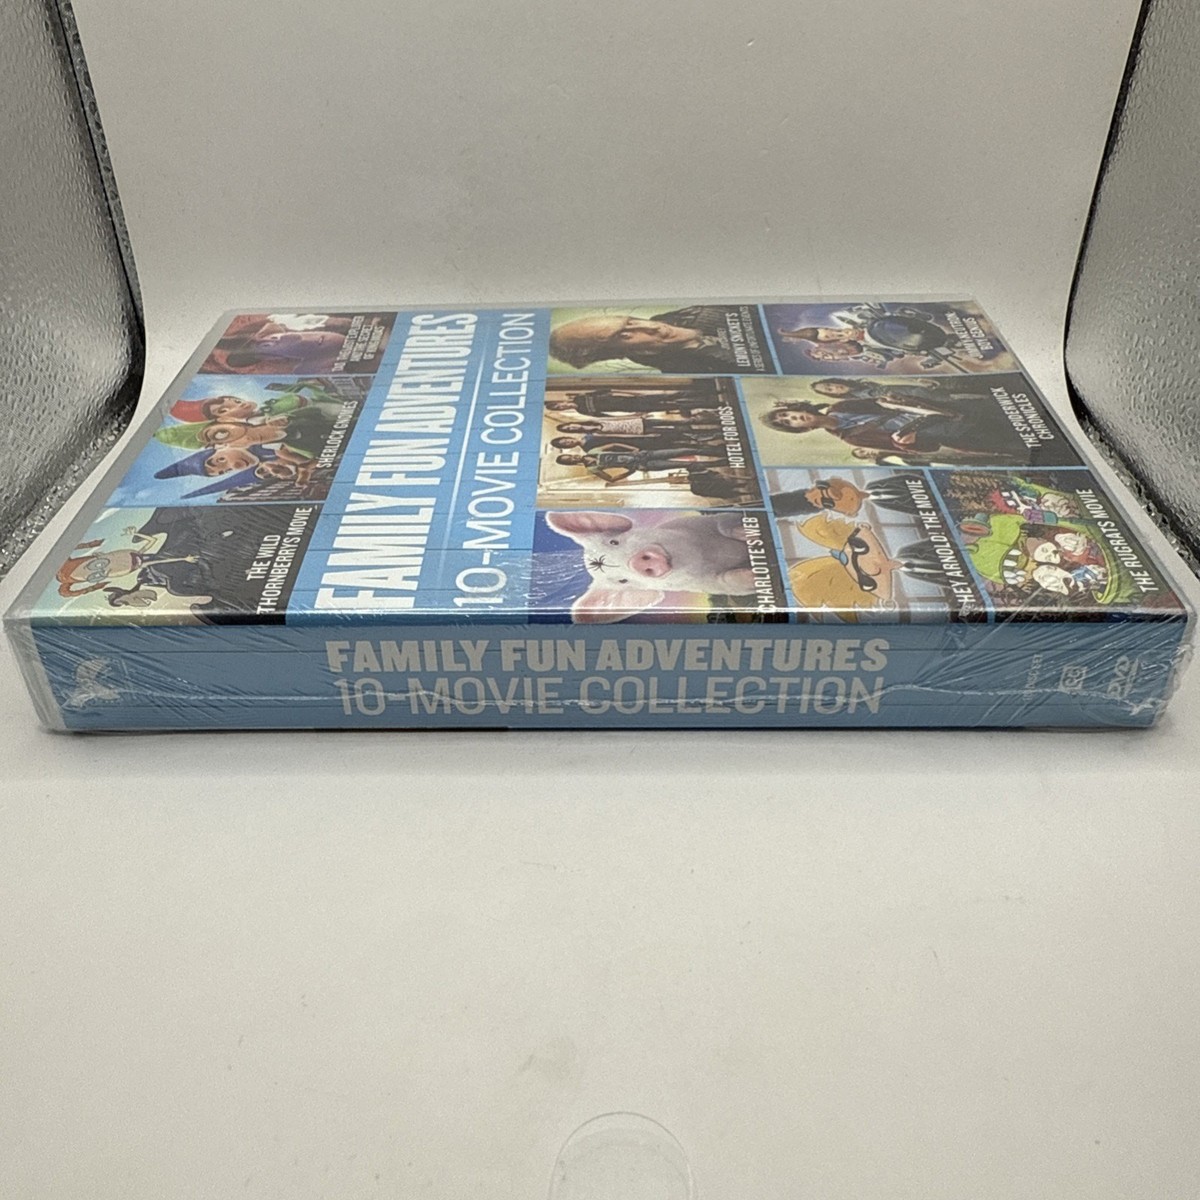 FAMILY FUN ADVENTURES
10-MOVIE COLLECTION
SHERLOCK GNOMES
THE WILD
THORNBERRYS MOVIE
LEMONY SNICKET'S
HOTEL FOR DOGS
THE SPIDERWICK
CHRONICLES
CHARLOTTE'S WEB
HEY ARNOLD! THE MOVIE
THE RUGRATS MOVIE
FAMILY FUN ADVENTURES
10-MOVIE COLLECTION
DVD